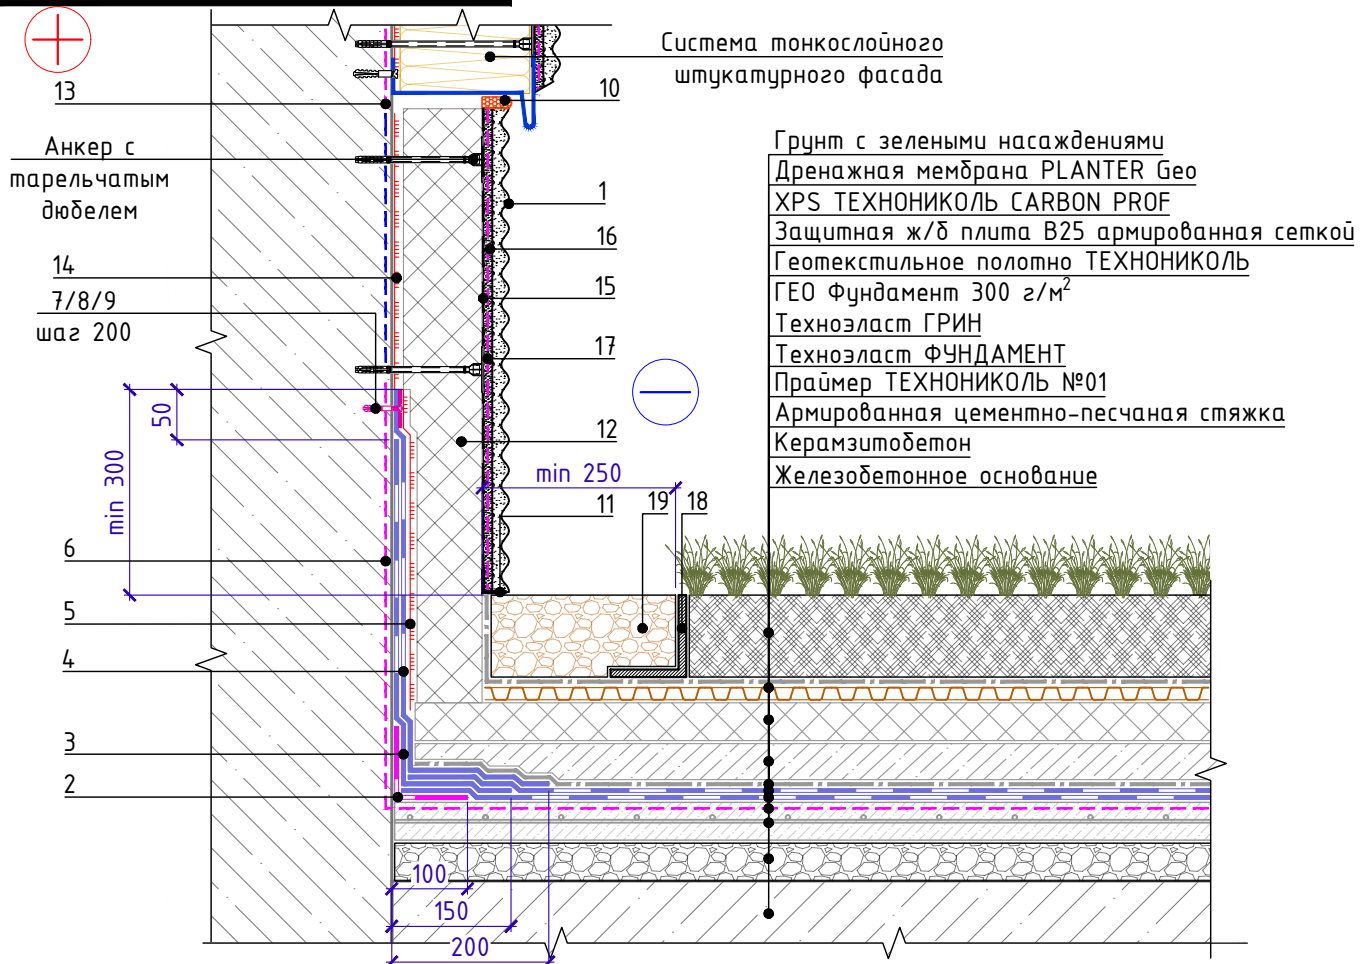 Система тонкослойного
штукатурного фасада
13
10
Анкер с
тарельчатым
дюбелем
Грунт с зелеными насаждениями
Дренажная мембрана PLANTER Geo
XPS ТЕХНОНИКОЛЬ CARBON PROF
Защитная ж/б плита В25 армированная сеткой
Геотекстильное полотно ТЕХНОНИКОЛЬ
ГЕО Фундамент 300 г/м²
Техноэласт ГРИН
Техноэласт ФУНДАМЕНТ
Праймер ТЕХНОНИКОЛЬ №01
Армированная цементно-песчаная стяжка
Керамзитобетон
Железобетонное основание
1
16
14
15
7/8/9
шаг 200
17
50
12
min 300
min 250
11
19
18
6
5
4
3
2
100
150
200